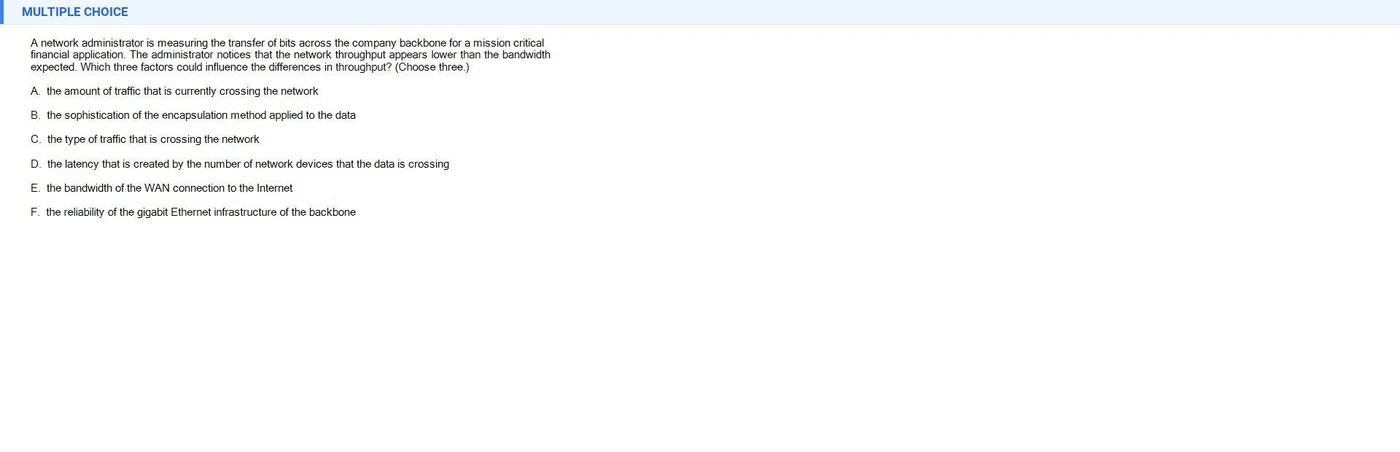 MULTIPLE CHOICE
A network administrator is measuring the transfer of bits across the company backbone for a mission critical
financial application. The administrator notices that the network throughput appears lower than the bandwidth
expected. Which three factors could influence the differences in throughput? (Choose three.)
A. the amount of traffic that is currently crossing the network
B. the sophistication of the encapsulation method applied to the data
C. the type of traffic that is crossing the network
D. the latency that is created by the number of network devices that the data is crossing
E. the bandwidth of the WAN connection to the Internet
F. the reliability of the gigabit Ethernet infrastructure of the backbone